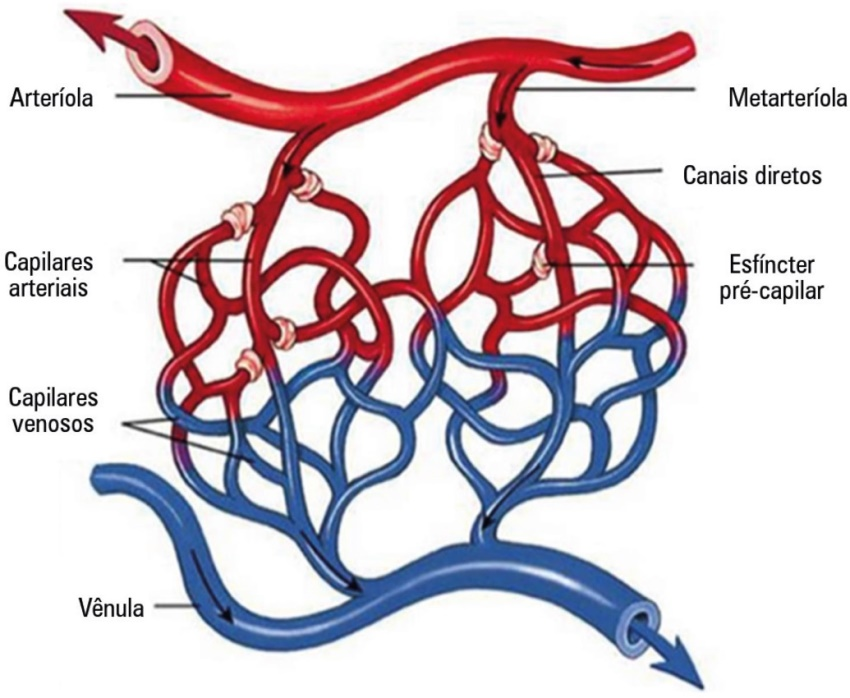 Arteríola
Metarteríola
Canais diretos
Capilares
arteriais
Esfíncter
pré-capilar
Capilares
venosos
Vênula